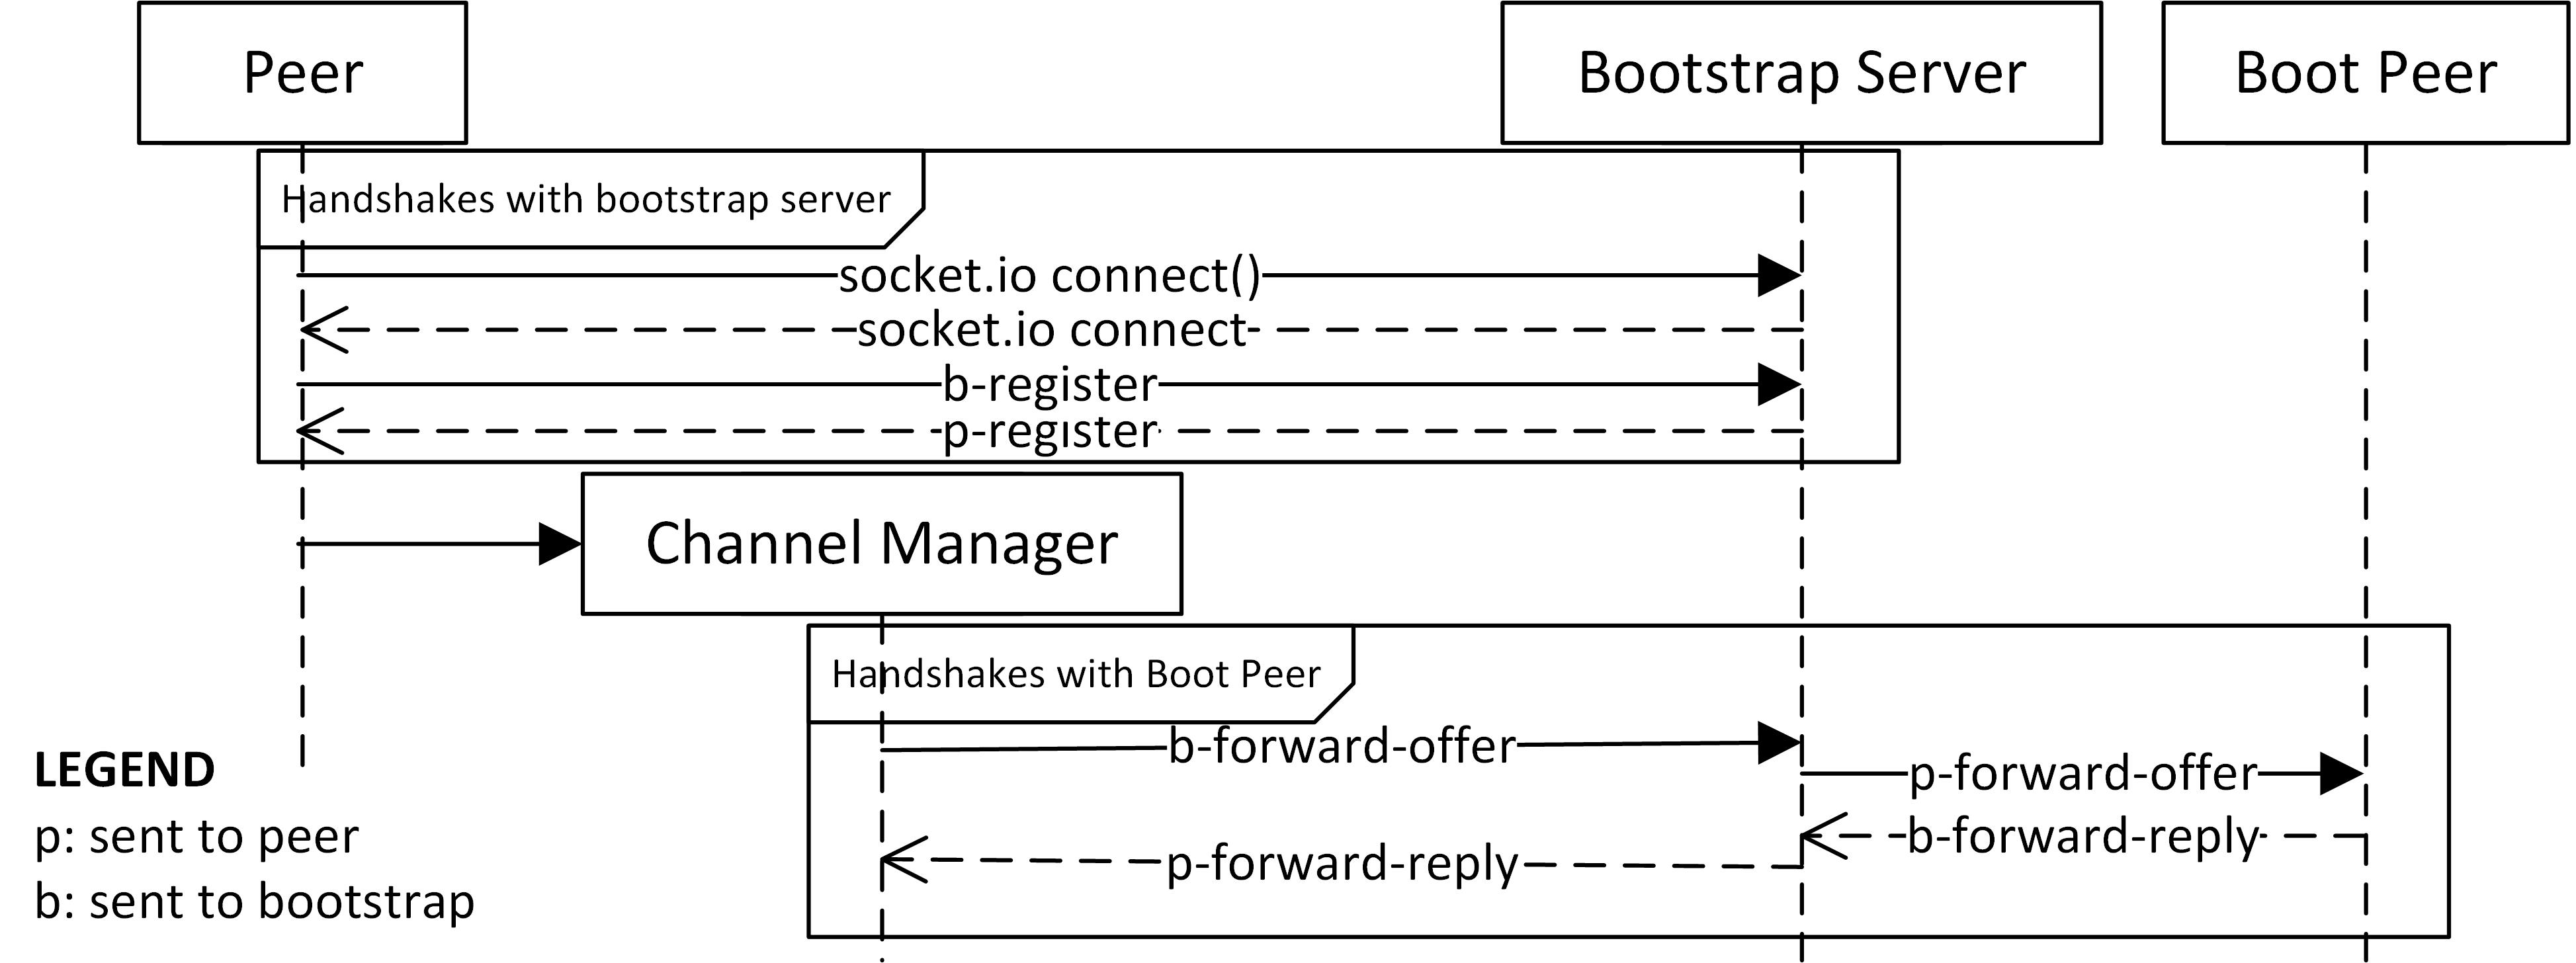 Peer
Bootstrap Server
Boot Peer
Handshakes with bootstrap server
socket.io connect()
socket.io connect
b-register
p-register
Channel Manager
Handshakes with Boot Peer
b-forward-offer
p-forward-offer
b-forward-reply
p-forward-reply
LEGEND
p: sent to peer
b: sent to bootstrap